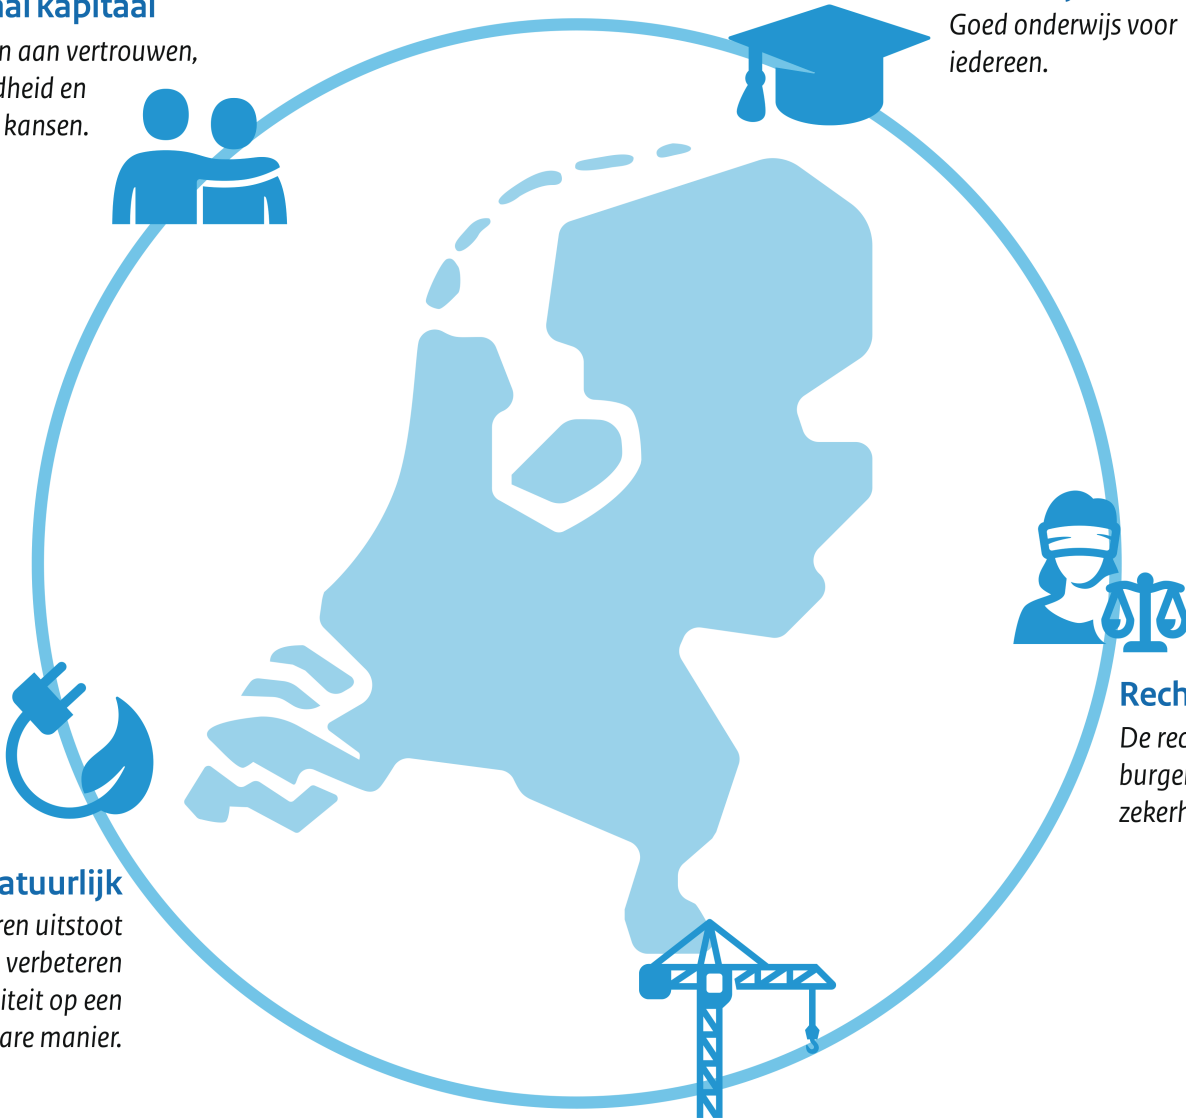 al kapitaal
n aan vertrouwen,
dheid en
kansen.
Goed onderwijs voor
iedereen.
Rech
De rec
burger
zekerh
atuurlijk
ren uitstoot
verbeteren
iteit op een
are manier.